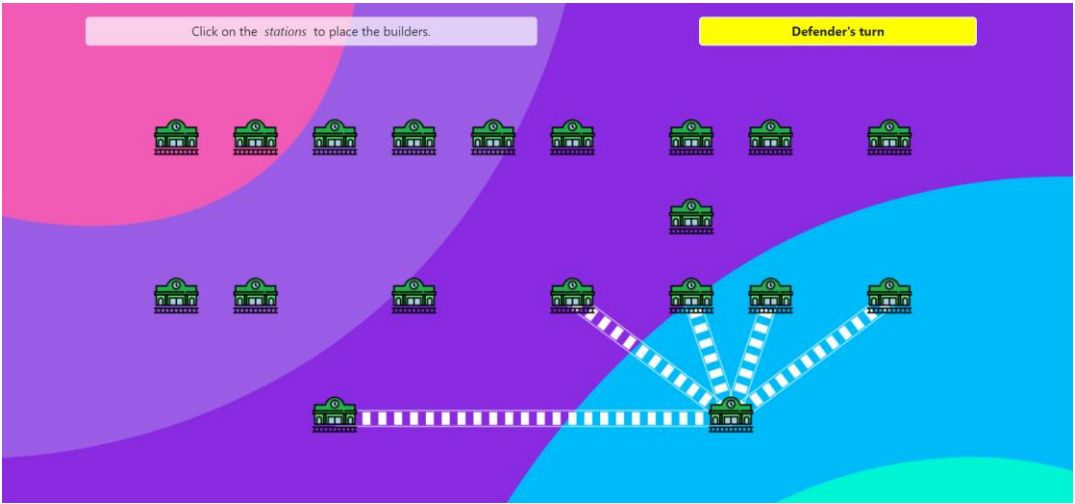 Click on the stations to place the builders.
Defender's turn